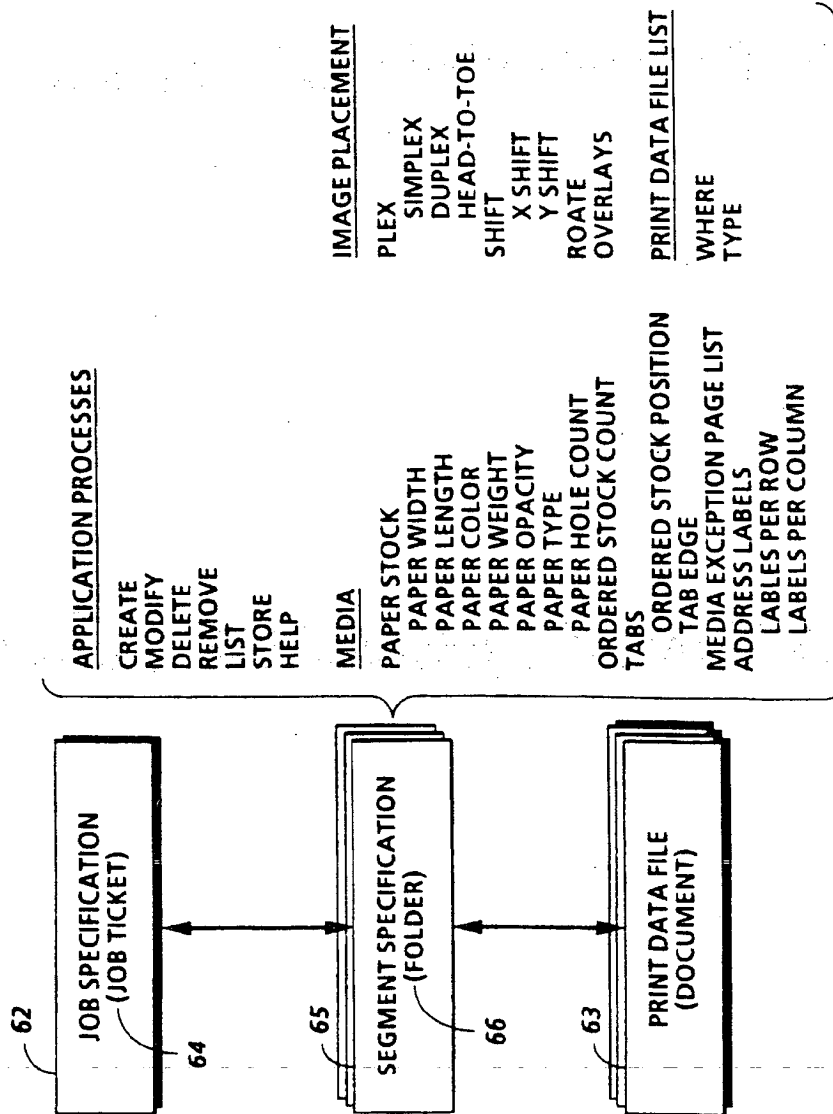 62
JOB SPECIFICATION
(JOB TICKET)
64
65
SEGMENT SPECIFICATION
(FOLDER)
66
63
PRINT DATA FILE
(DOCUMENT)
APPLICATION PROCESSES
CREATE
MODIFY
DELETE
REMOVE
LIST
STORE
HELP
MEDIA
PAPER STOCK
PAPER WIDTH
PAPER LENGTH
PAPER COLOR
PAPER WEIGHT
PAPER OPACITY
PAPER TYPE
PAPER HOLE COUNT
ORDERED STOCK COUNT
TABS
ORDERED STOCK POSITION
TAB EDGE
MEDIA EXCEPTION PAGE LIST
ADDRESS LABELS
LABLES PER ROW
LABELS PER COLUMN
IMAGE PLACEMENT
PLEX
SIMPLEX
DUPLEX
HEAD-TO-TOE
SHIFT
X SHIFT
Y SHIFT
ROATE
OVERLAYS
PRINT DATA FILE LIST
WHERE
TYPE